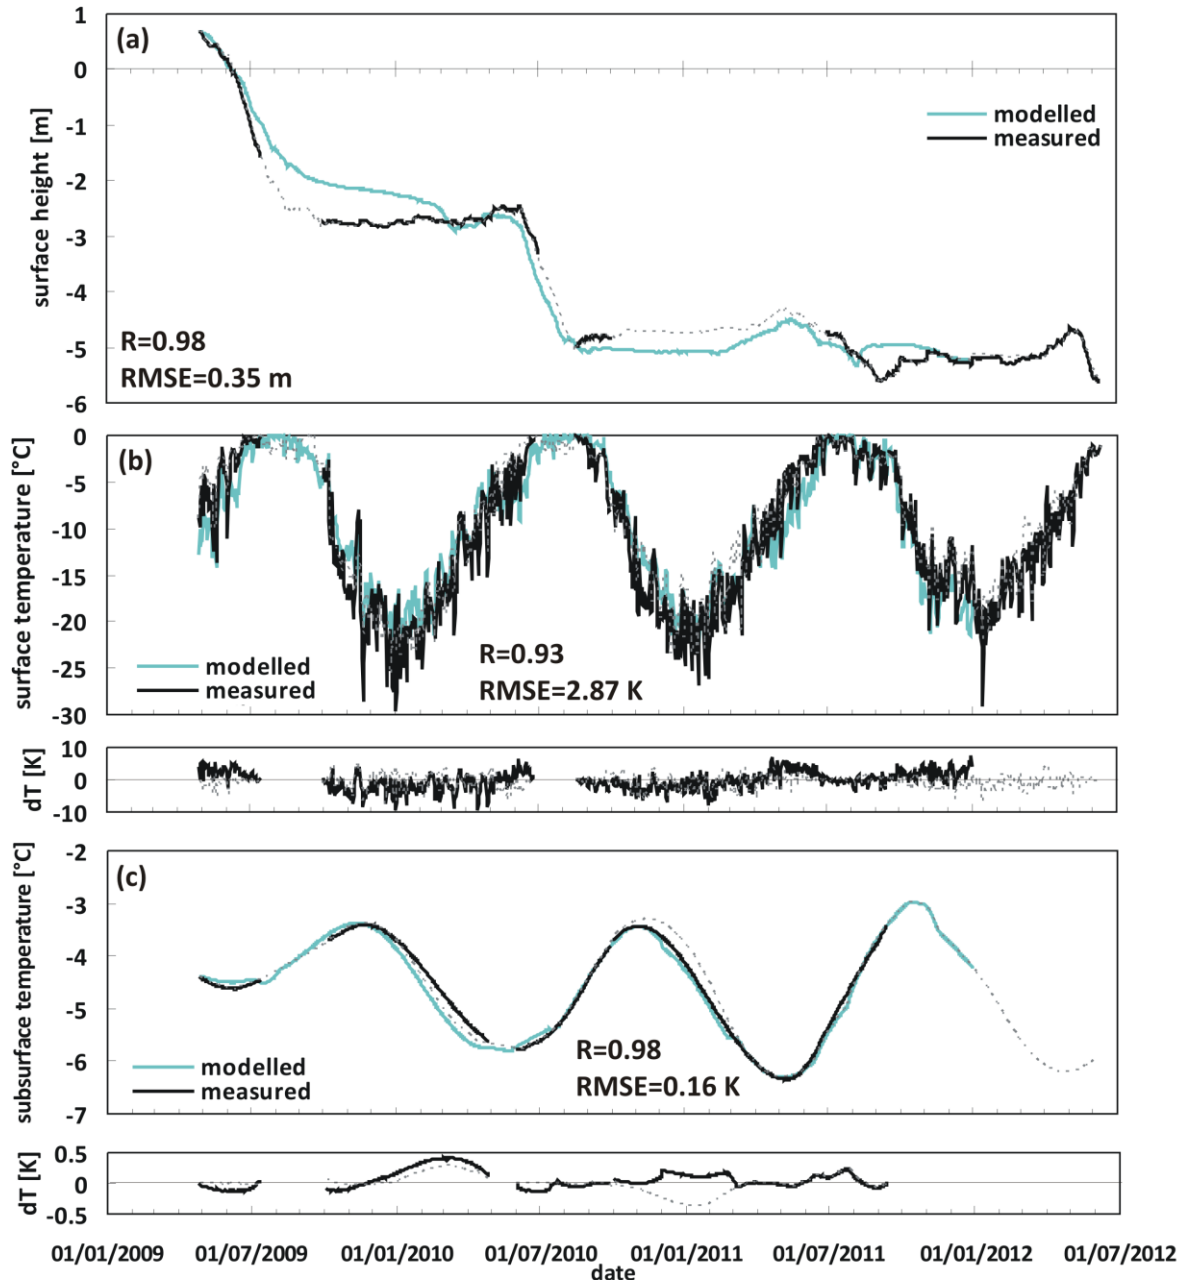 (a)
surface height [m]
1
0
-1
-2
-3
-4
-5
-6
modelled
measured
R=0.98
RMSE=0.35 m
(b)
surface temperature [°C]
0
-5
-10
-15
-20
-25
-30
modelled
measured
R=0.93
RMSE=2.87 K
dT [K]
10
0
-10
(c)
subsurface temperature [°C]
-2
-3
-4
-5
-6
-7
modelled
measured
R=0.98
RMSE=0.16 K
dT [K]
0.5
0
-0.5
01/01/2009 01/07/2009 01/01/2010 01/07/2010 01/01/2011 01/07/2011 01/01/2012 01/07/2012
date